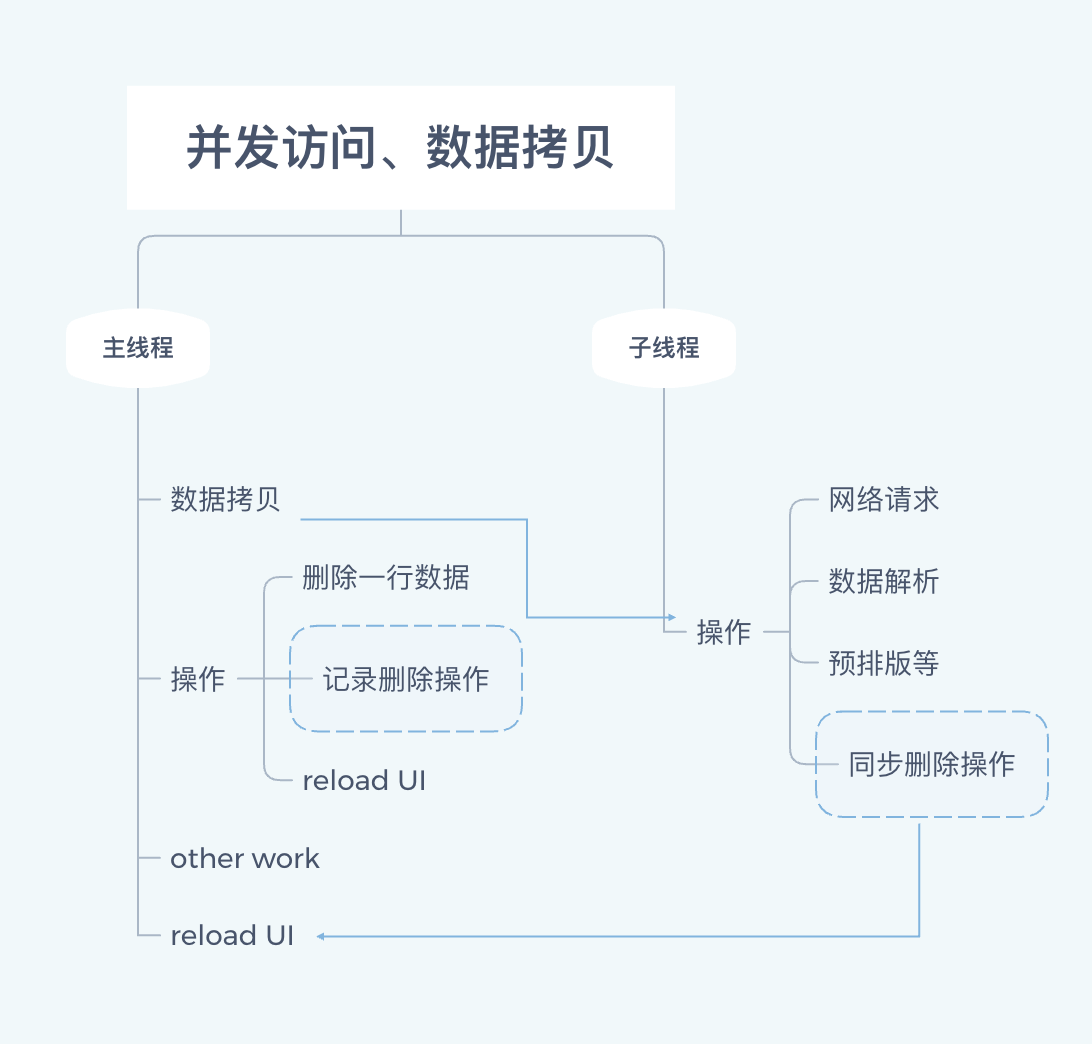 并发访问、数据拷贝
主线程
子线程
数据拷贝
操作
删除一行数据
记录删除操作
reload UI
other work
reload UI
操作
网络请求
数据解析
预排版等
同步删除操作